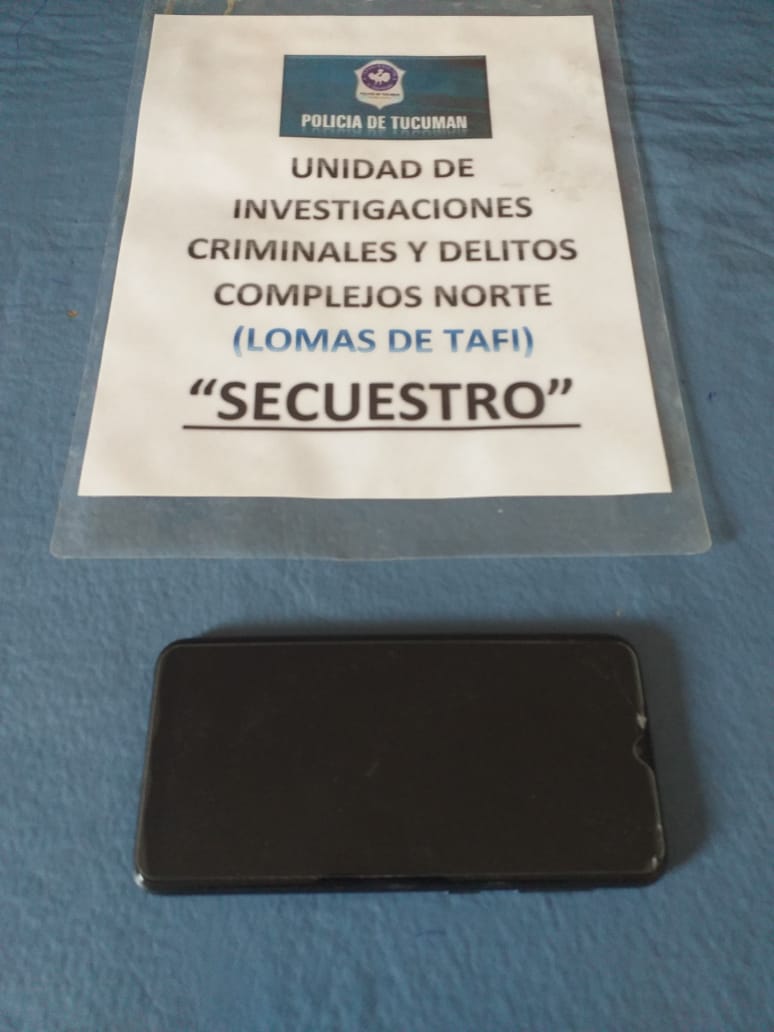 POLICIA DE TUCUMAN
UNIDAD DE
INVESTIGACIONES
CRIMINALES Y DELITOS
COMPLEJOS NORTE
(LOMAS DE TAFI)
“SECUESTRO”